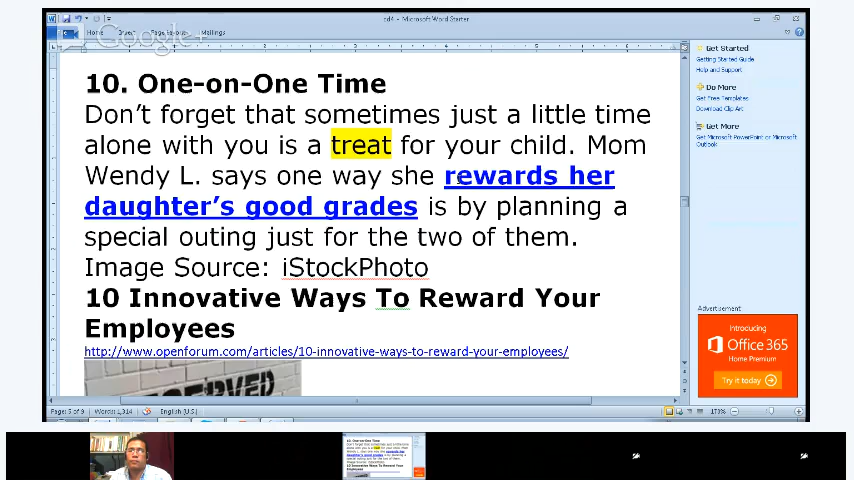 cd4 - Microsoft Word Starter
Google+
Home Insert Page Layout Mailings
10. One-on-One Time
Don't forget that sometimes just a little time
alone with you is a treat for your child. Mom
Wendy L. says one way she rewards her
daughter's good grades is by planning a
special outing just for the two of them.
Image Source: iStockPhoto
10 Innovative Ways To Reward Your
Employees
http://www.openforum.com/articles/10-innovative-ways-to-reward-your-employees/
RESERVED
Get Started
Getting Started Guide
Help and Support
Do More
Get Free Templates
Download Clip Art
Get More
Get Microsoft PowerPoint or Microsoft
Outlook
Advertisement
Introducing
Office 365
Home Premium
Try it today
Page: 5 of 9 Words: 1,314 English (U.S.) 173%